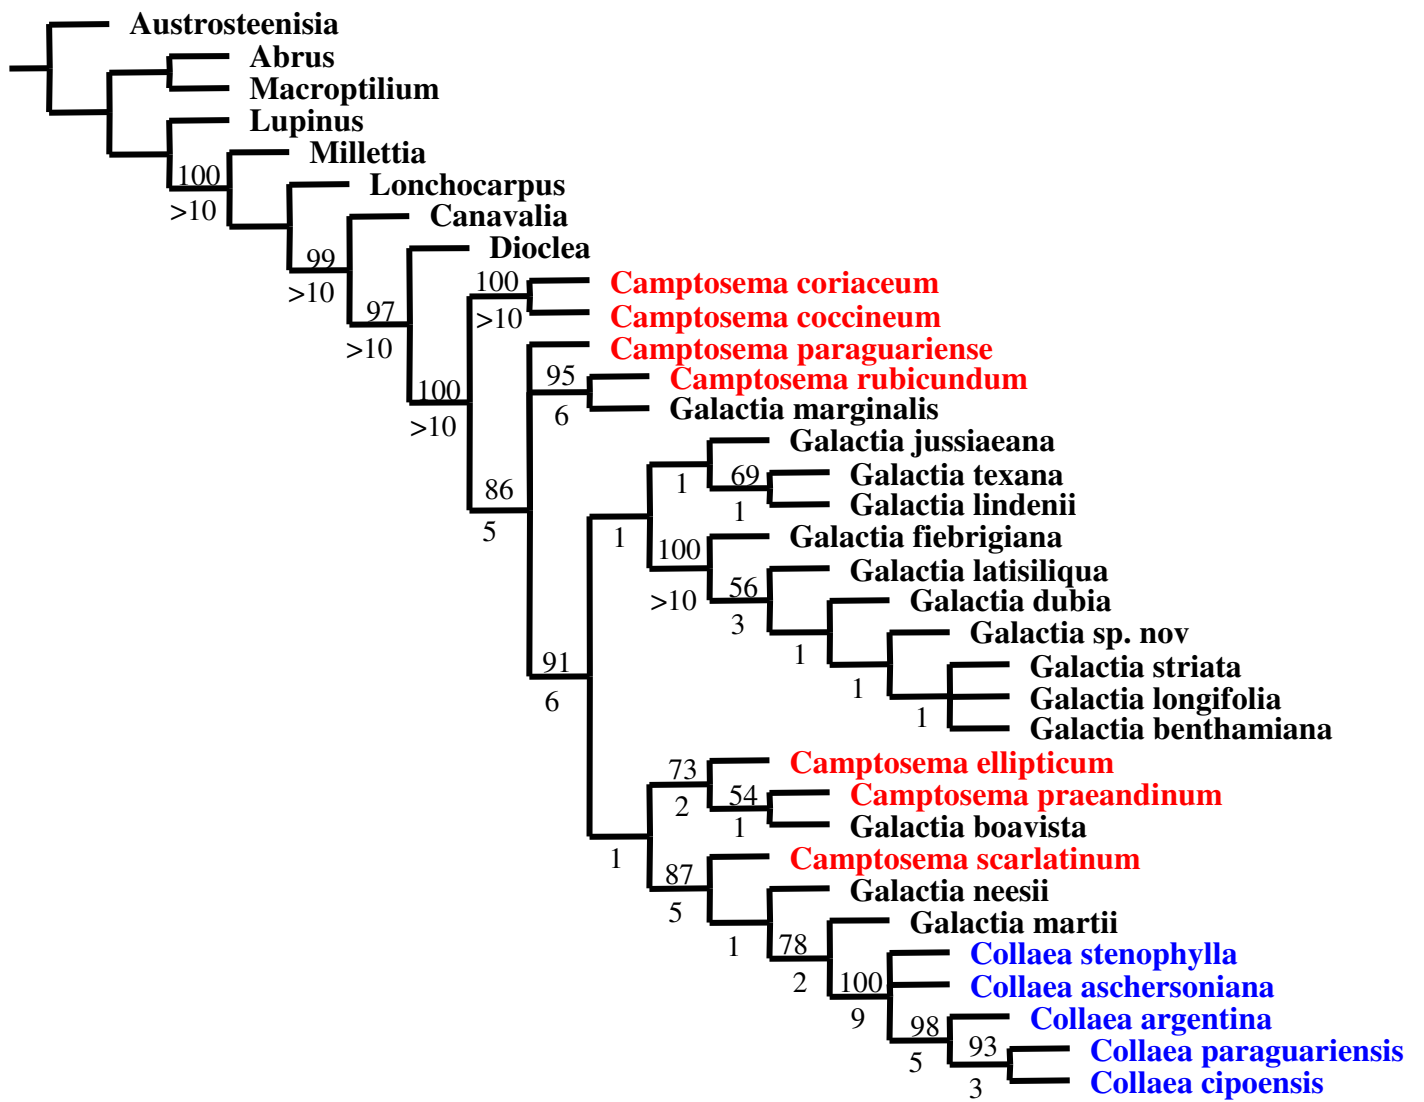 Austrosteenisia
Abrus
Macroptilium
Lupinus
Millettia
100
Lonchocarpus
>10
Canavalia
Dioclea
99
>10
100
Camptosema coriaceum
97
>10
Camptosema coccineum
>10
Camptosema paraguariense
95
Camptosema rubicundum
100
6
Galactia marginalis
>10
Galactia jussiaeana
1
69
Galactia texana
86
1
Galactia lindenii
5
1
100
Galactia fiebrigiana
>10
56
Galactia latisiliqua
3
Galactia dubia
1
Galactia sp. nov
91
1
Galactia striata
6
1
Galactia longifolia
Galactia benthamiana
73
Camptosema ellipticum
2
54
Camptosema praeandinum
1
Galactia boavista
1
Camptosema scarlatinum
87
5
Galactia neesii
1
78
Galactia martii
2
100
Collaea stenophylla
9
Collaea aschersoniana
98
Collaea argentina
5
93
Collaea paraguariensis
3
Collaea cipoensis